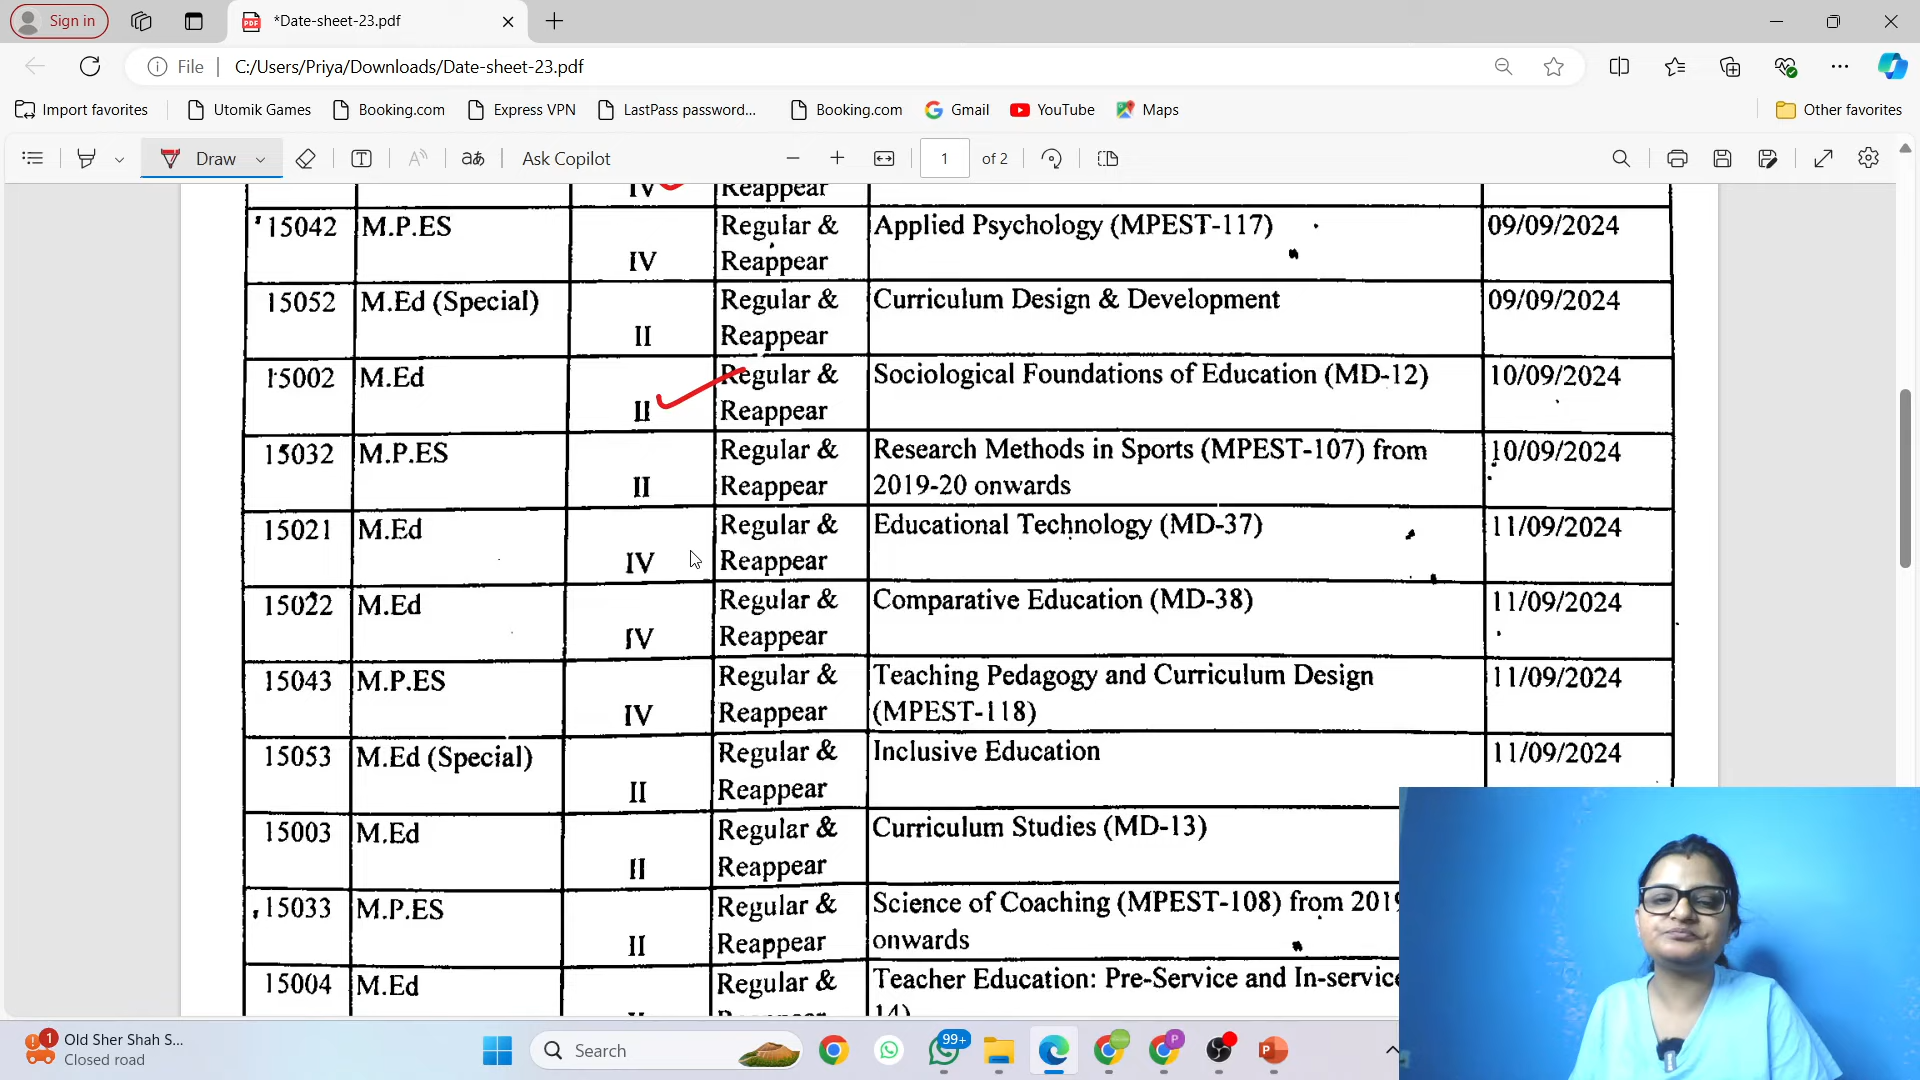 Sign in
*Date-sheet-23.pdf
File
C:/Users/Priya/Downloads/Date-sheet-23.pdf
Import favorites Utomik Games Booking.com Express VPN LastPass password... Booking.com Gmail YouTube Maps Other favorites
Draw
aあ
Ask Copilot
1 of 2
IV Reappear
15042 M.P.ES Regular & Applied Psychology (MPEST-117) 09/09/2024
IV Reappear
15052 M.Ed (Special) Regular & Curriculum Design & Development 09/09/2024
II Reappear
15002 M.Ed Regular & Sociological Foundations of Education (MD-12) 10/09/2024
II Reappear
15032 M.P.ES Regular & Research Methods in Sports (MPEST-107) from 10/09/2024
II Reappear 2019-20 onwards
15021 M.Ed Regular & Educational Technology (MD-37) 11/09/2024
IV Reappear
15022 M.Ed Regular & Comparative Education (MD-38) 11/09/2024
IV Reappear
15043 M.P.ES Regular & Teaching Pedagogy and Curriculum Design 11/09/2024
IV Reappear (MPEST-118)
15053 M.Ed (Special) Regular & Inclusive Education 11/09/2024
II Reappear
15003 M.Ed Regular & Curriculum Studies (MD-13)
II Reappear
15033 M.P.ES Regular & Science of Coaching (MPEST-108) from 2019
II Reappear onwards
15004 M.Ed Regular & Teacher Education: Pre-Service and In-service
14)
1 Old Sher Shah S...
Closed road
Search
99+
P